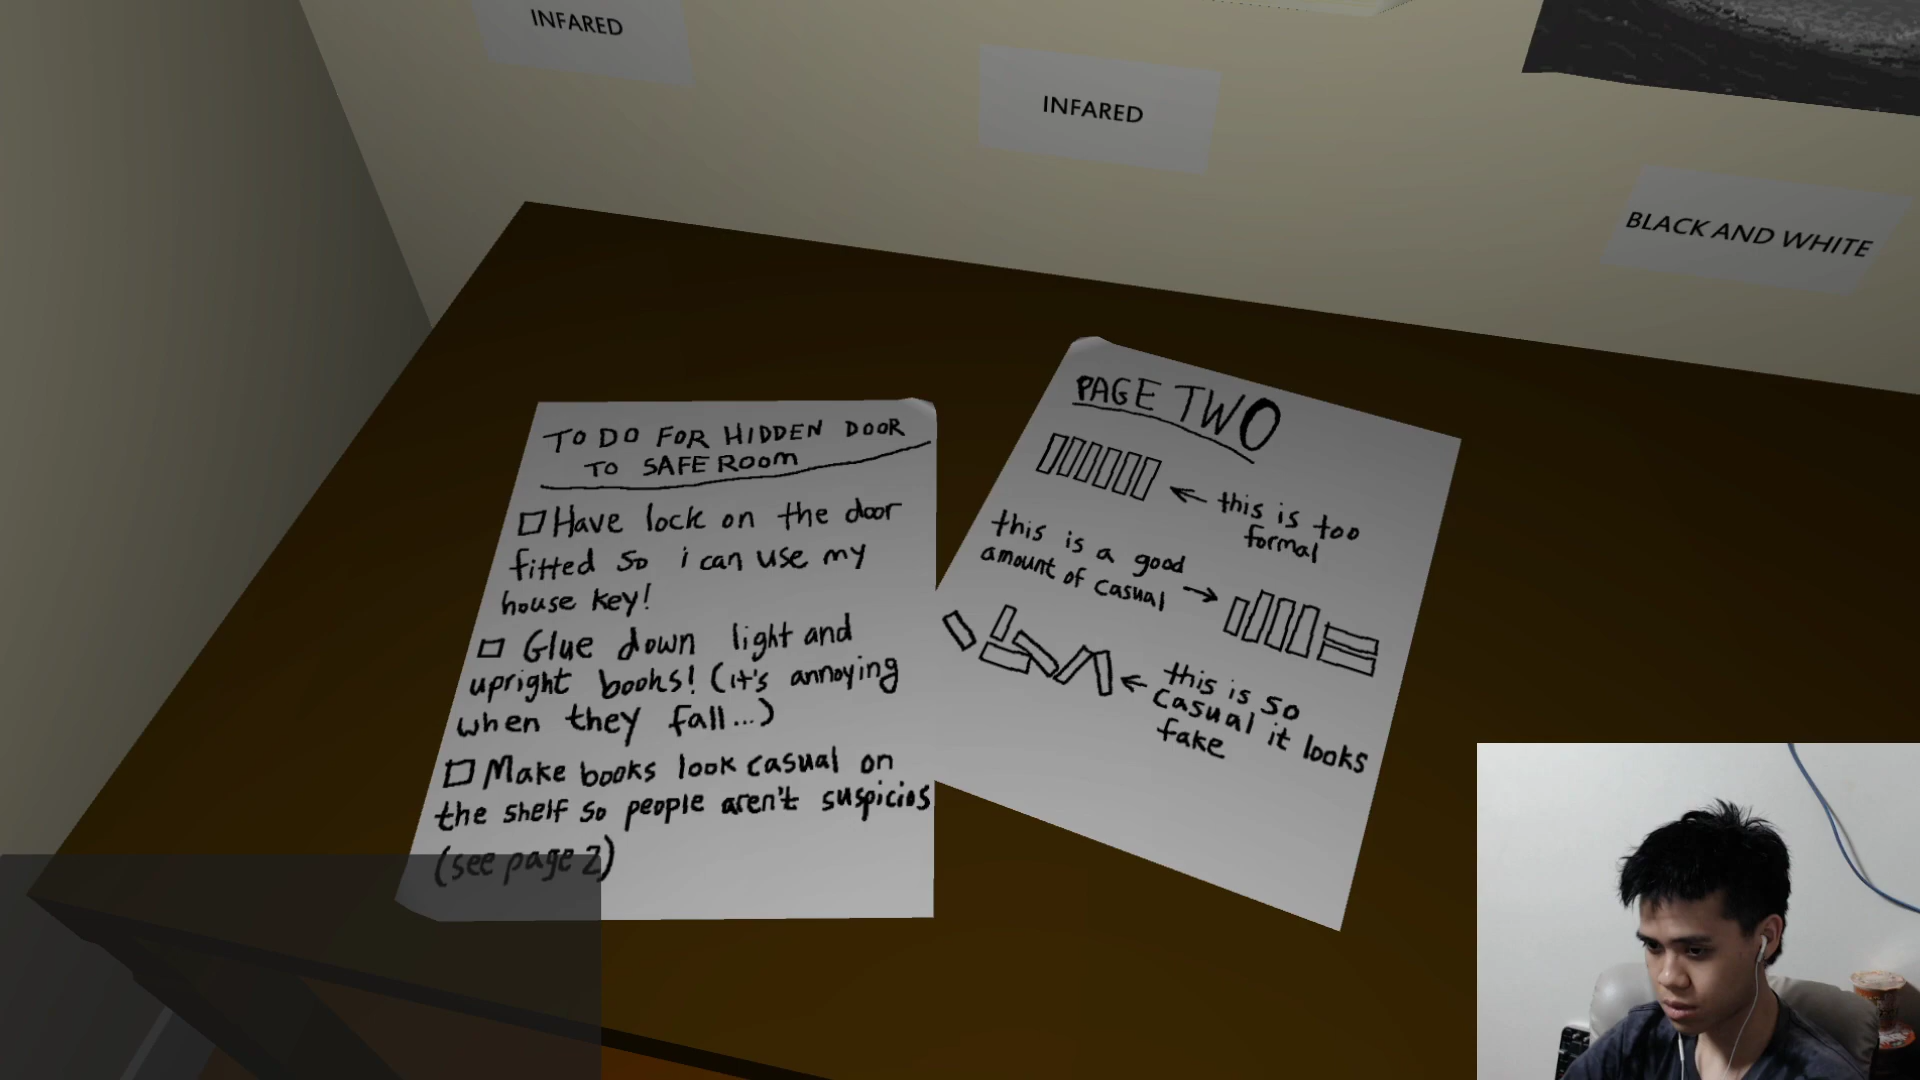 INFARED
INFARED
BLACK AND WHITE
TO DO FOR HIDDEN DOOR
TO SAFE ROOM
Have lock on the door
fitted so i can use my
house key!
Glue down light and
upright books! (it's annoying
when they fall...)
Make books look casual on
the shelf so people aren't suspicios
(see page 2)
PAGE TWO
this is too
formal
this is a good
amount of casual
this is so
casual it looks
fake